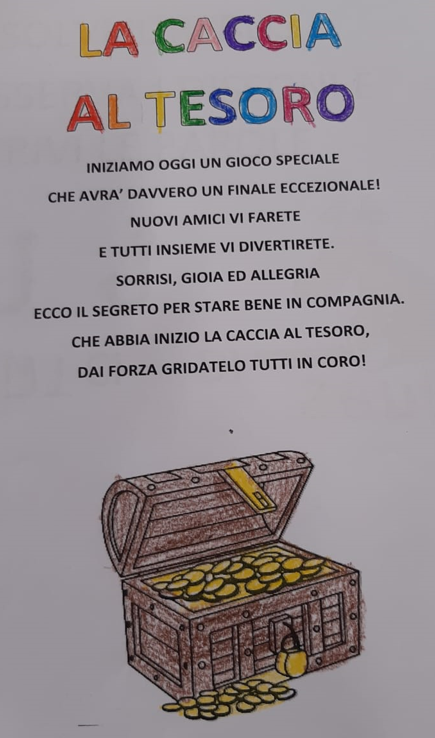 LA CACCIA
AL TESORO
INIZIAMO OGGI UN GIOCO SPECIALE
CHE AVRA’ DAVVERO UN FINALE ECCEZIONALE!
NUOVI AMICI VI FARETE
E TUTTI INSIEME VI DIVERTIRETE.
SORRISI, GIOIA ED ALLEGRIA
ECCO IL SEGRETO PER STARE BENE IN COMPAGNIA.
CHE ABBIA INIZIO LA CACCIA AL TESORO,
DAI FORZA GRIDATELO TUTTI IN CORO!